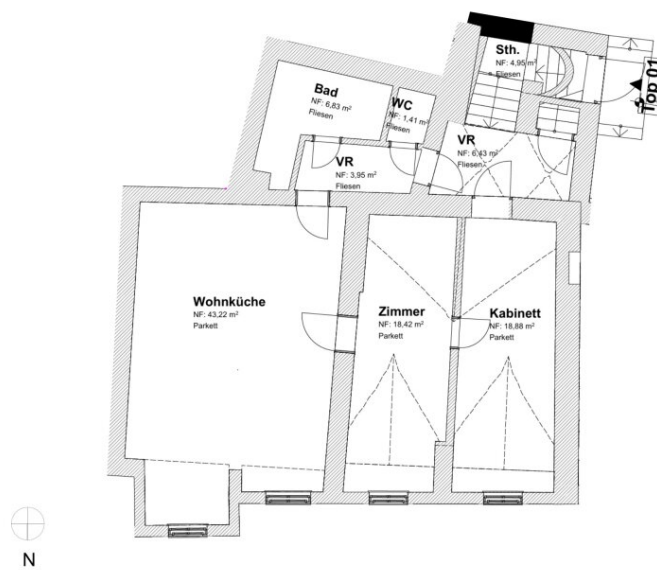 Sth.
NF: 4,95 m²
Fliesen
Top 01
Bad
NF: 6,83 m²
Fliesen
WC
NF: 1,41 m²
Fliesen
VR
NF: 6,43 m²
Fliesen
VR
NF: 3,95 m²
Fliesen
Wohnküche
NF: 43,22 m²
Parkett
Zimmer
NF: 18,42 m²
Parkett
Kabinett
NF: 18,88 m²
Parkett
N